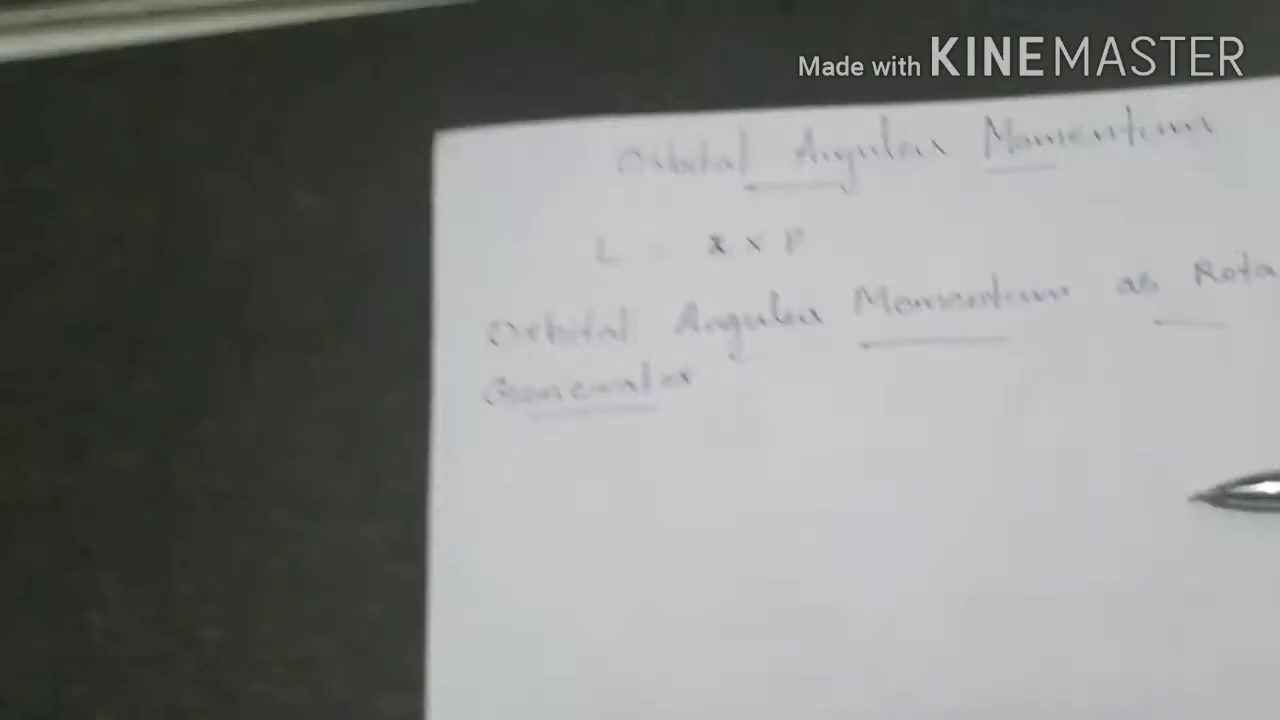 Made with KINEMASTER
Orbital Angular Momentum
L = x × P
Orbital Angular Momentum as Rota
Generator